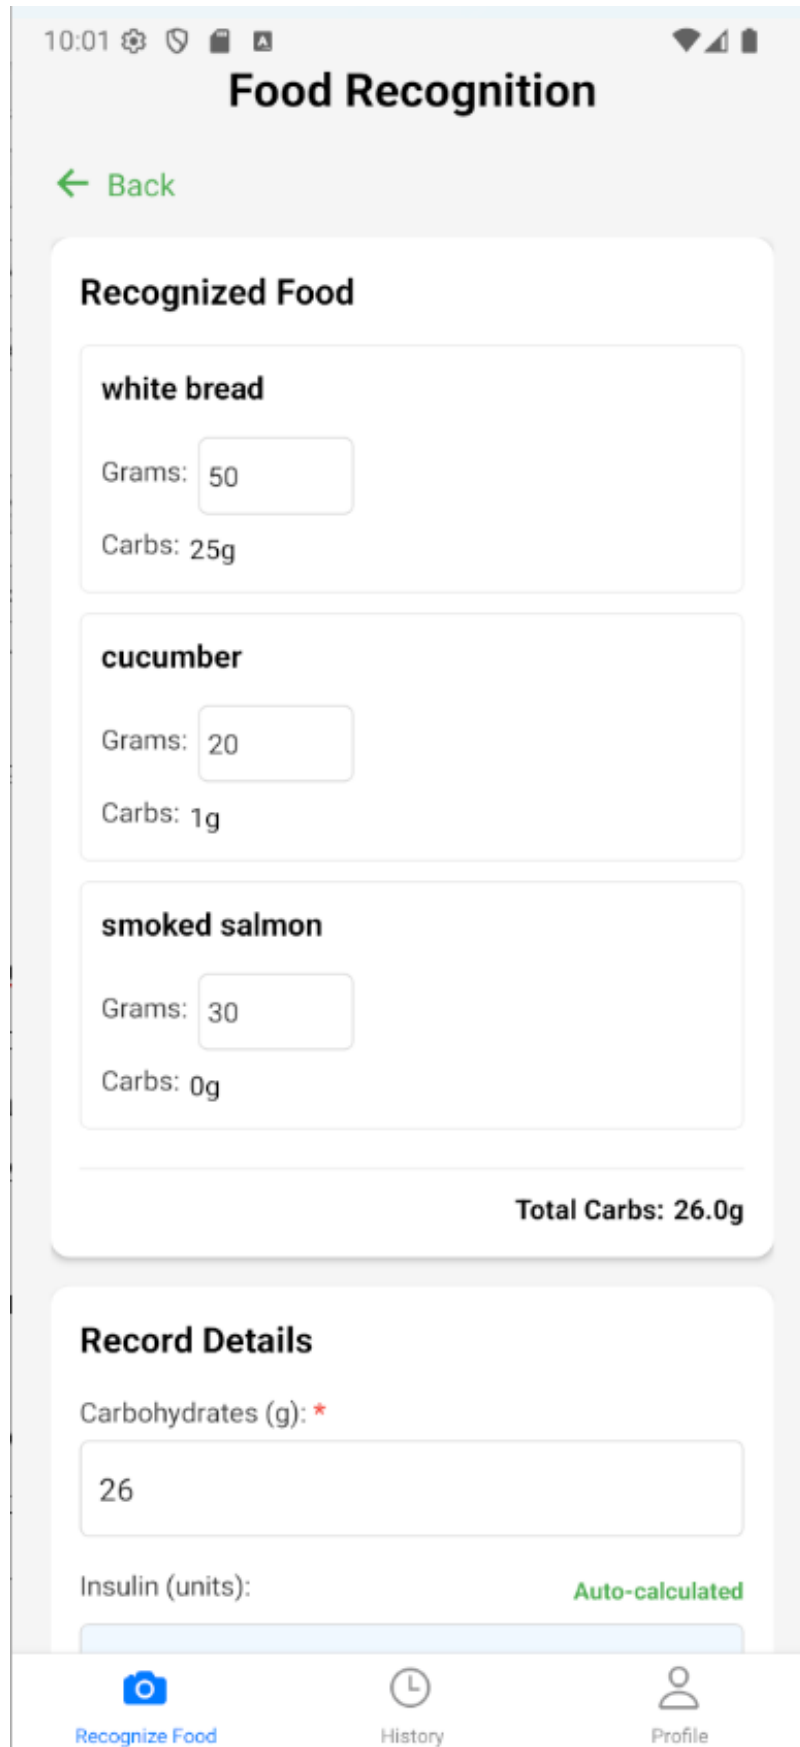 10:01
Food Recognition
← Back
Recognized Food
white bread
Grams: 50
Carbs: 25g
cucumber
Grams: 20
Carbs: 1g
smoked salmon
Grams: 30
Carbs: 0g
Total Carbs: 26.0g
Record Details
Carbohydrates (g): *
26
Insulin (units): Auto-calculated
Recognize Food History Profile